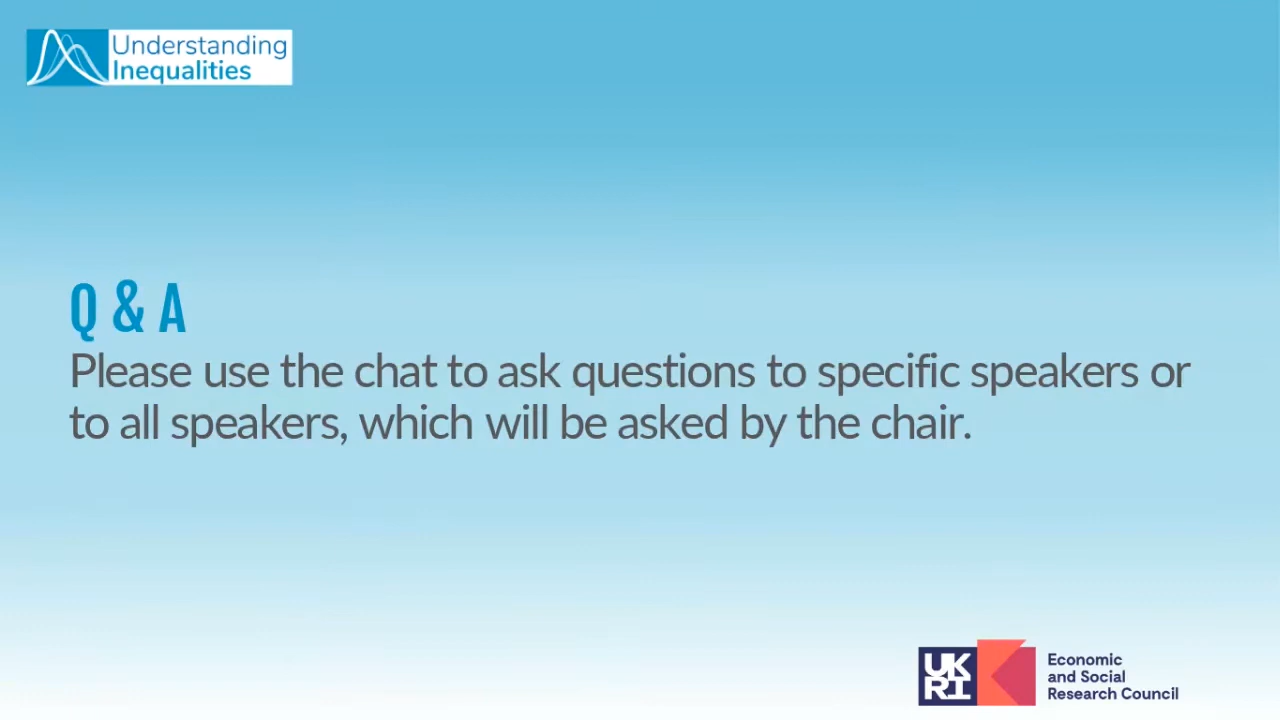 Understanding
Inequalities
Q & A
Please use the chat to ask questions to specific speakers or
to all speakers, which will be asked by the chair.
UK
RI
Economic
and Social
Research Council